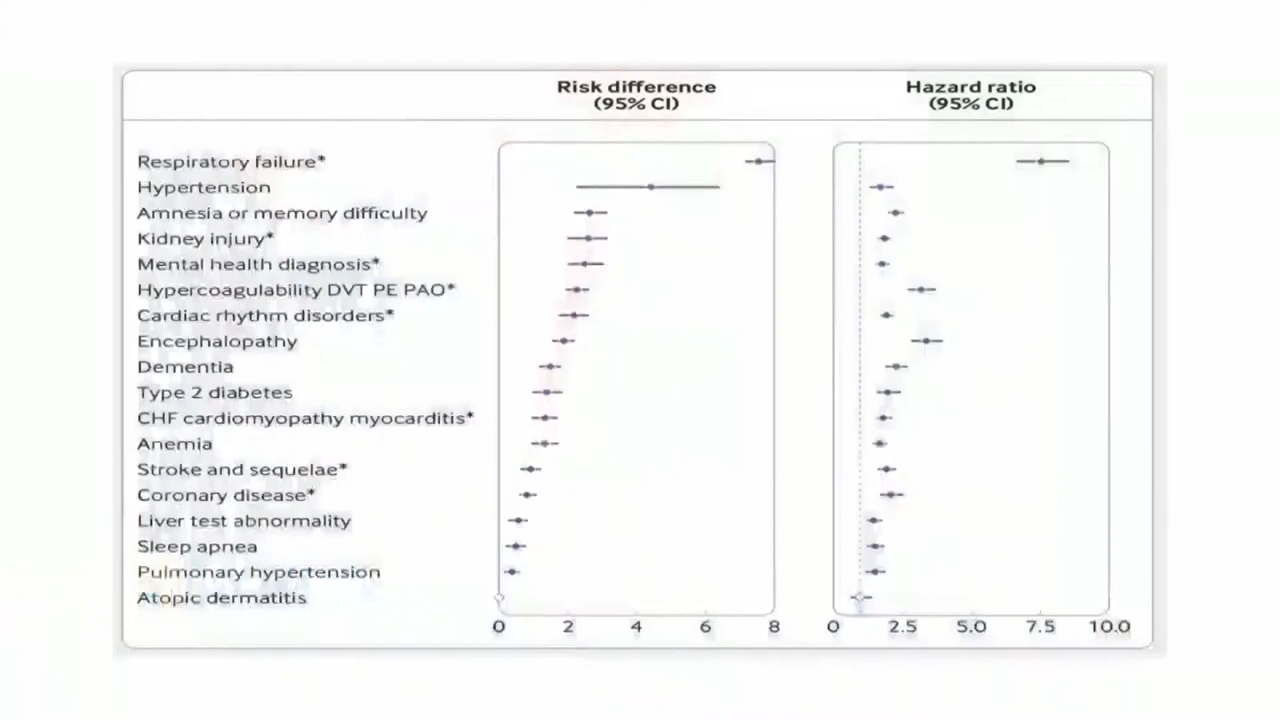 Risk difference
(95% CI)
Hazard ratio
(95% CI)
Respiratory failure*
Hypertension
Amnesia or memory difficulty
Kidney injury*
Mental health diagnosis*
Hypercoagulability DVT PE PAO*
Cardiac rhythm disorders*
Encephalopathy
Dementia
Type 2 diabetes
CHF cardiomyopathy myocarditis*
Anemia
Stroke and sequelae*
Coronary disease*
Liver test abnormality
Sleep apnea
Pulmonary hypertension
Atopic dermatitis
0 2 4 6 8
0 2.5 5.0 7.5 10.0